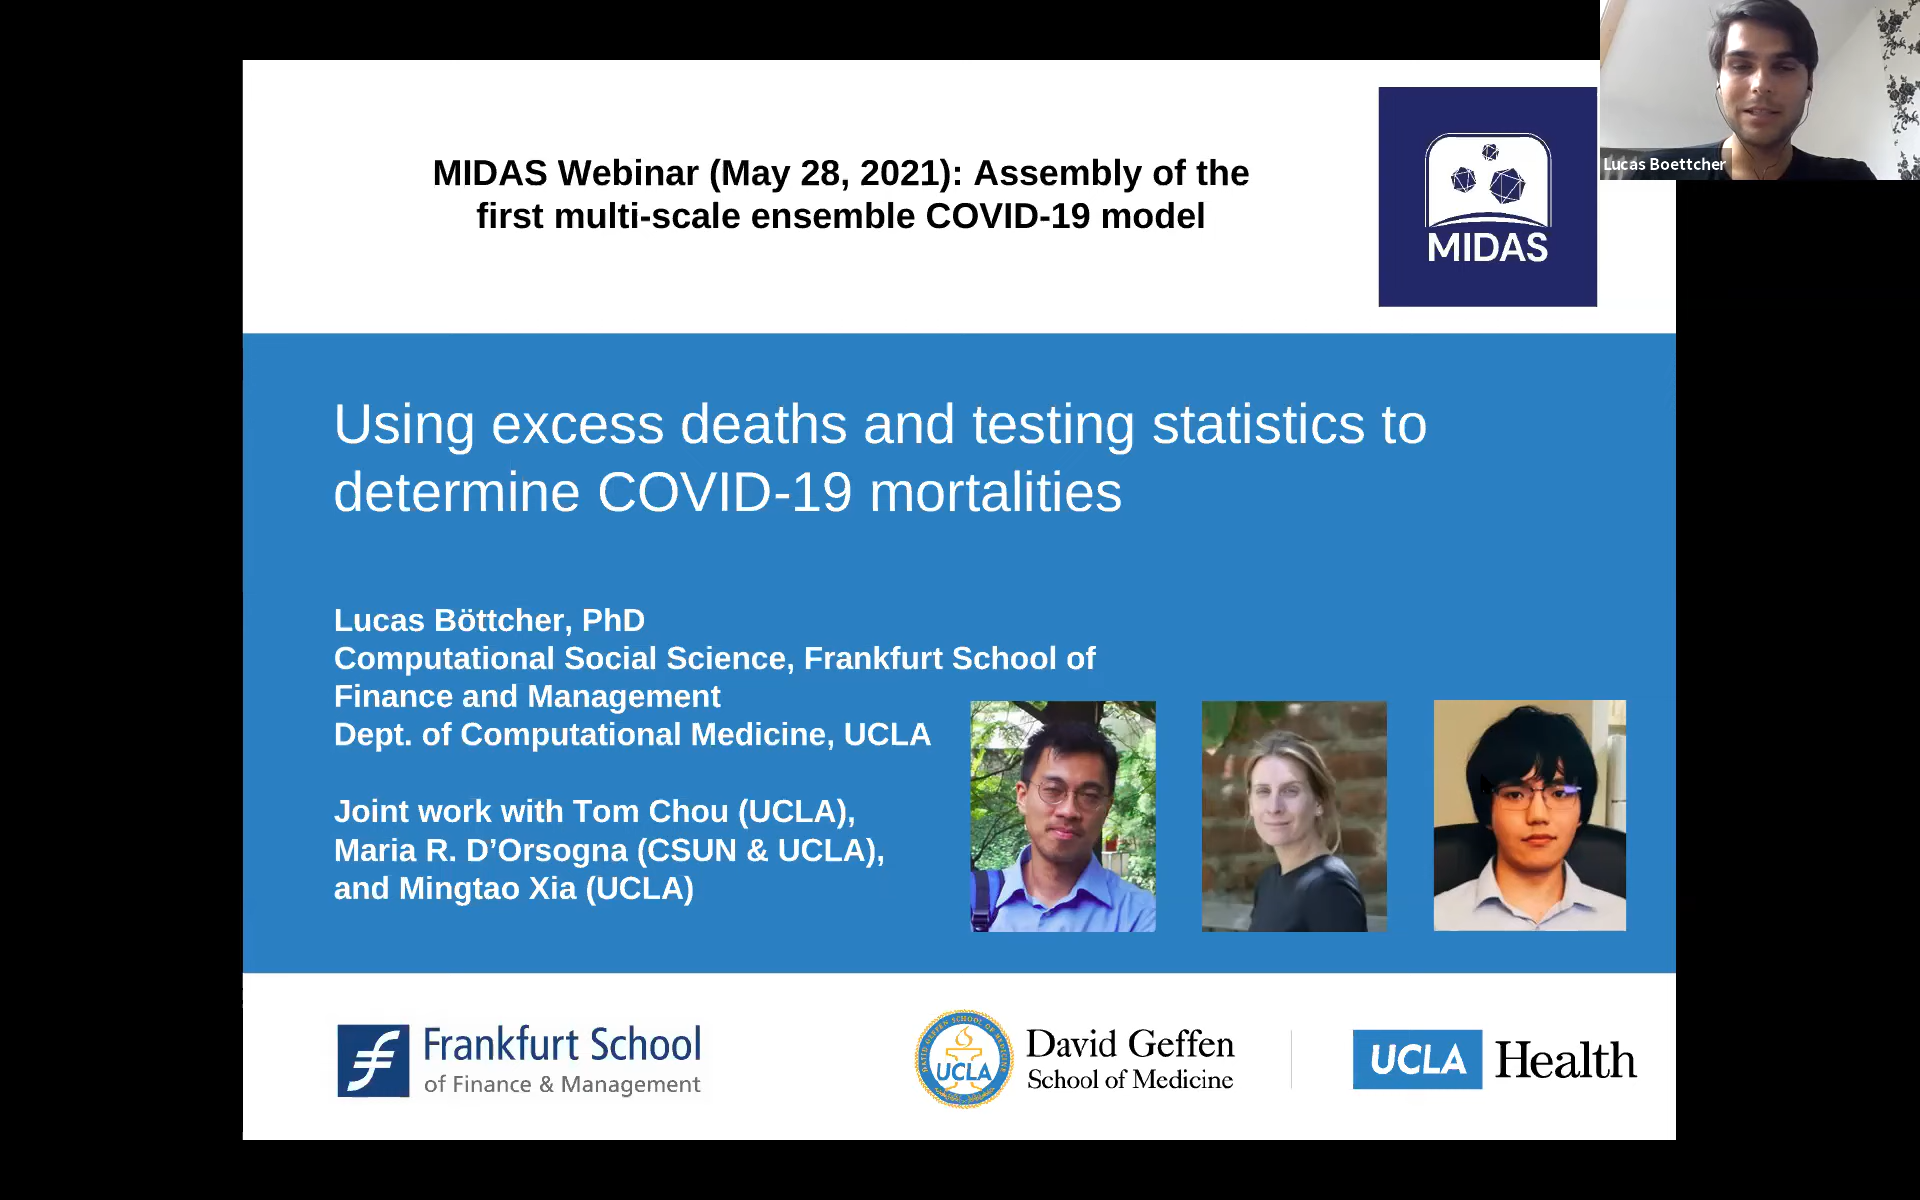 MIDAS Webinar (May 28, 2021): Assembly of the
first multi-scale ensemble COVID-19 model
MIDAS
Lucas Boettcher
Using excess deaths and testing statistics to
determine COVID-19 mortalities
Lucas Böttcher, PhD
Computational Social Science, Frankfurt School of
Finance and Management
Dept. of Computational Medicine, UCLA
Joint work with Tom Chou (UCLA),
Maria R. D’Orsogna (CSUN & UCLA),
and Mingtao Xia (UCLA)
Frankfurt School
of Finance & Management
UCLA
David Geffen
School of Medicine
UCLA Health